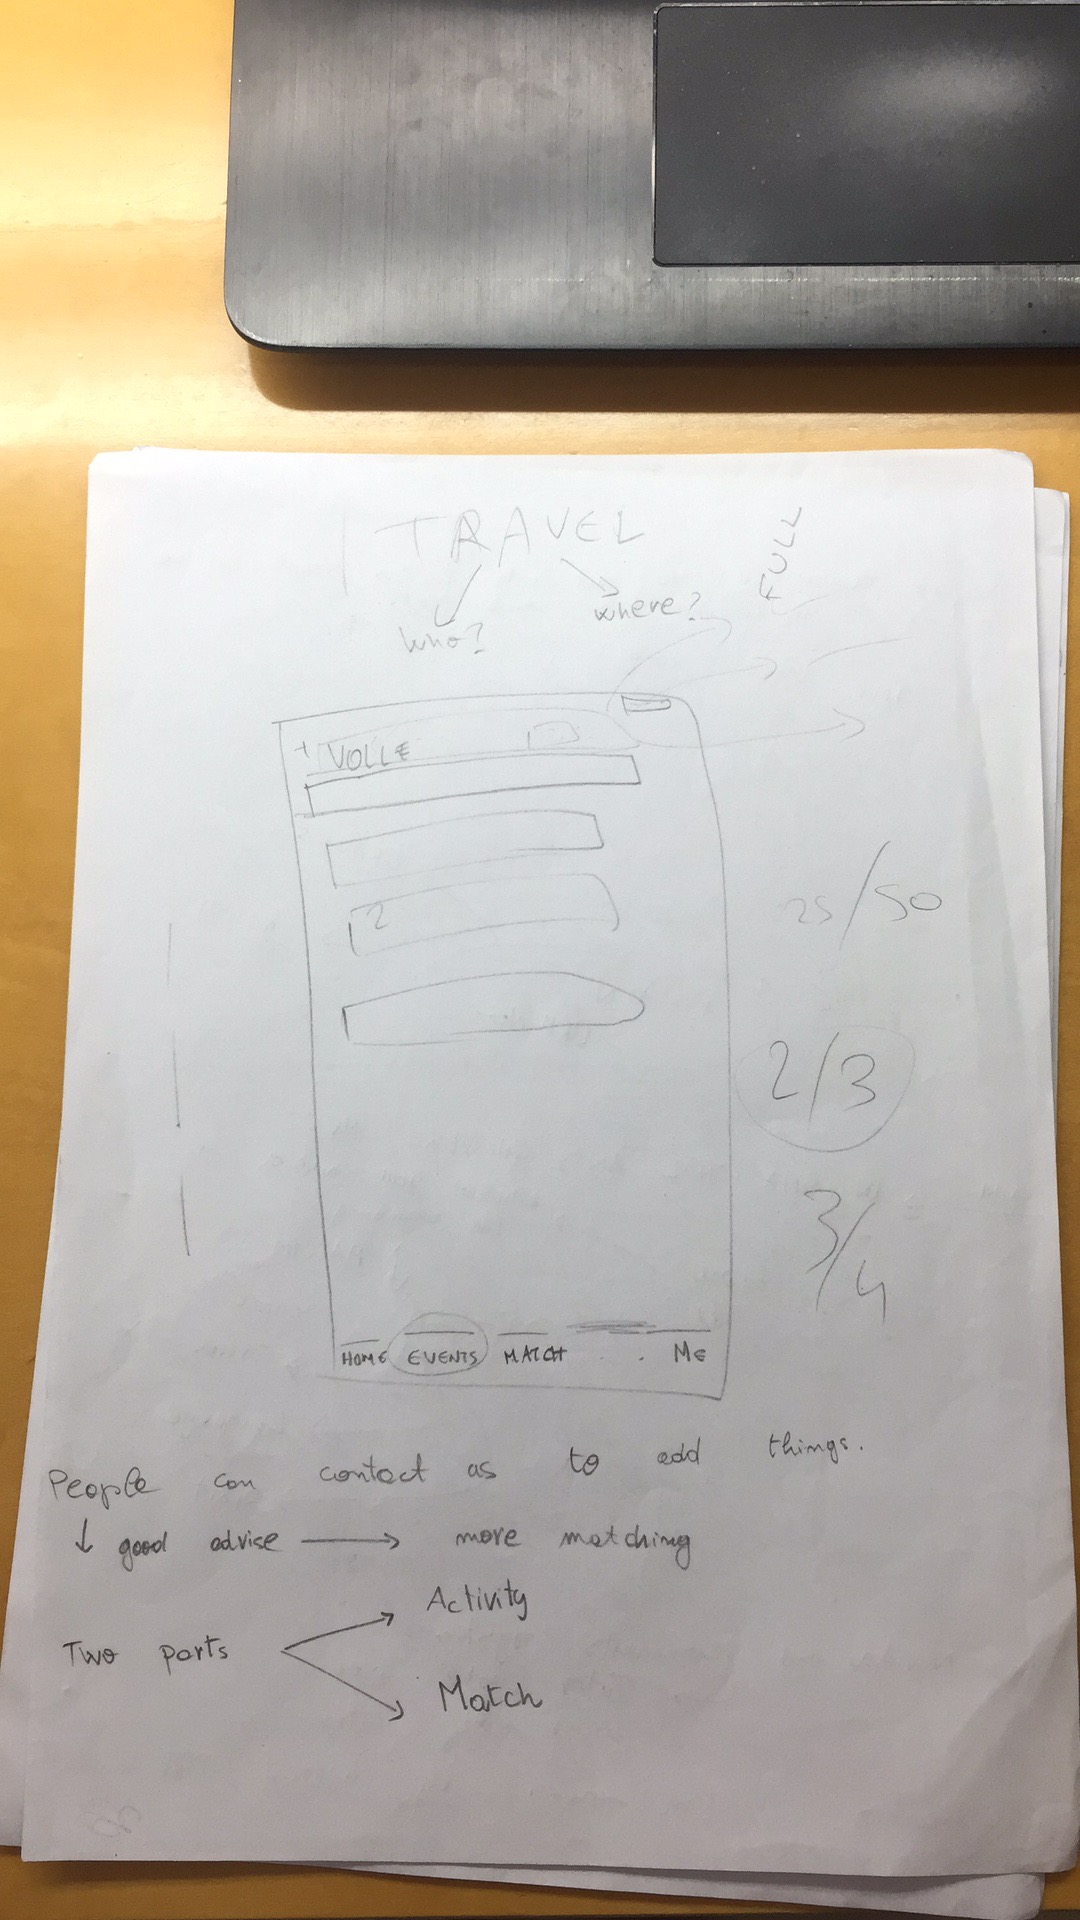 TRAVEL
FULL
who?
where?
+ VOLLE
2
25/50
2/3
3/4
HOME EVENTS MATCH . . ME
People can contact as to add things.
↓ good advise → more matching
Two parts
Activity
Match